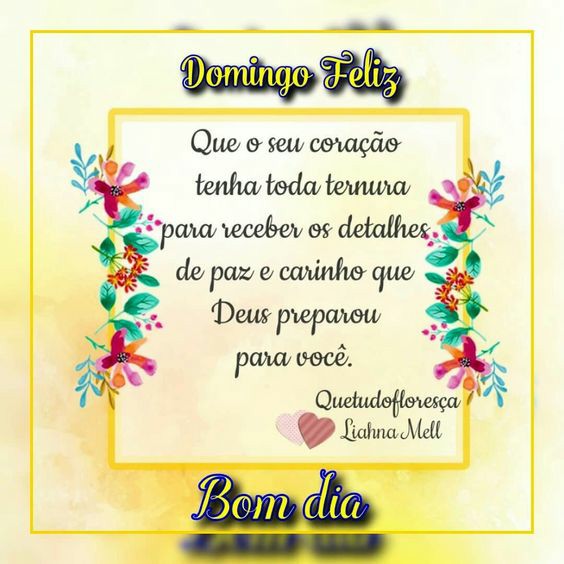 Domingo Feliz
Que o seu coração
tenha toda ternura
para receber os detalhes
de paz e carinho que
Deus preparou
para você.
Quetudofloresça
Liahna Mell
Bom dia